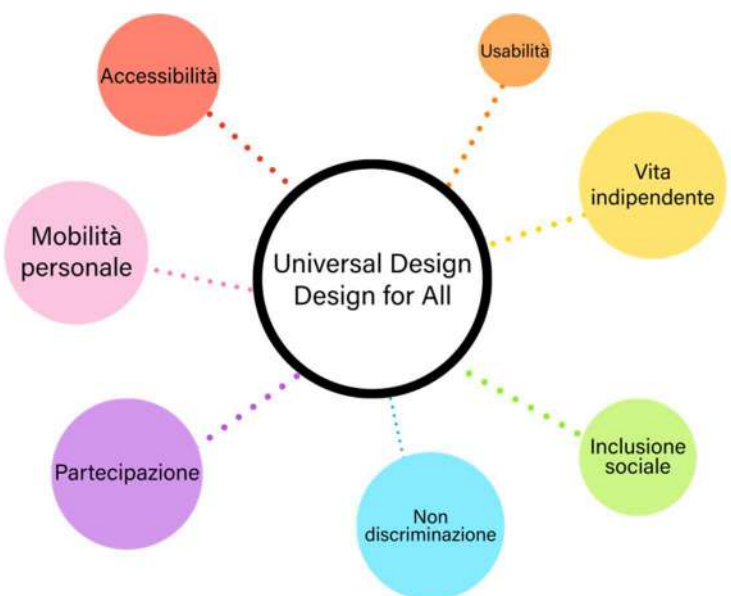 Usabilità
Accessibilità
Vita
indipendente
Mobilità
personale
Universal Design
Design for All
Inclusione
sociale
Partecipazione
Non
discriminazione